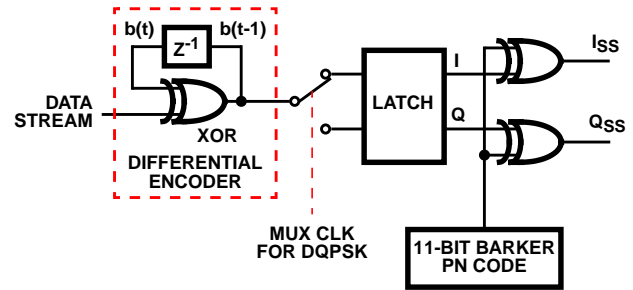 b(t)
b(t-1)
Z-1
DATA
STREAM
XOR
DIFFERENTIAL
ENCODER
MUX CLK
FOR DQPSK
LATCH
I
Q
ISS
QSS
11-BIT BARKER
PN CODE